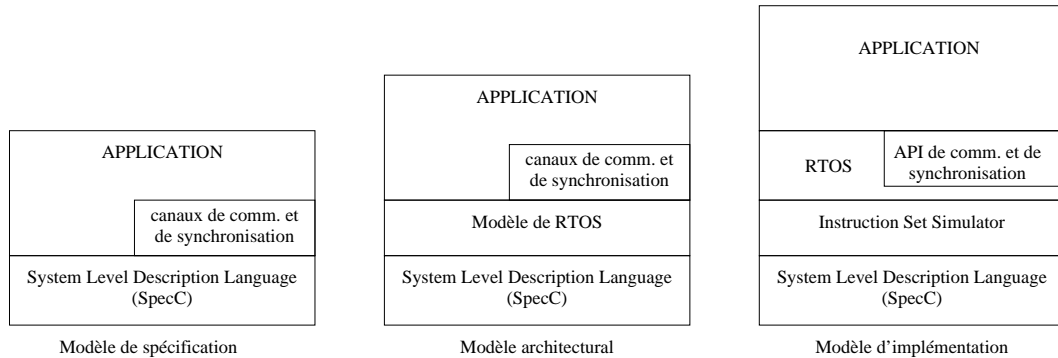 APPLICATION
canaux de comm. et
de synchronisation
System Level Description Language
(SpecC)
Modèle de spécification
APPLICATION
canaux de comm. et
de synchronisation
Modèle de RTOS
System Level Description Language
(SpecC)
Modèle architectural
APPLICATION
RTOS
API de comm. et de
synchronisation
Instruction Set Simulator
System Level Description Language
(SpecC)
Modèle d'implémentation